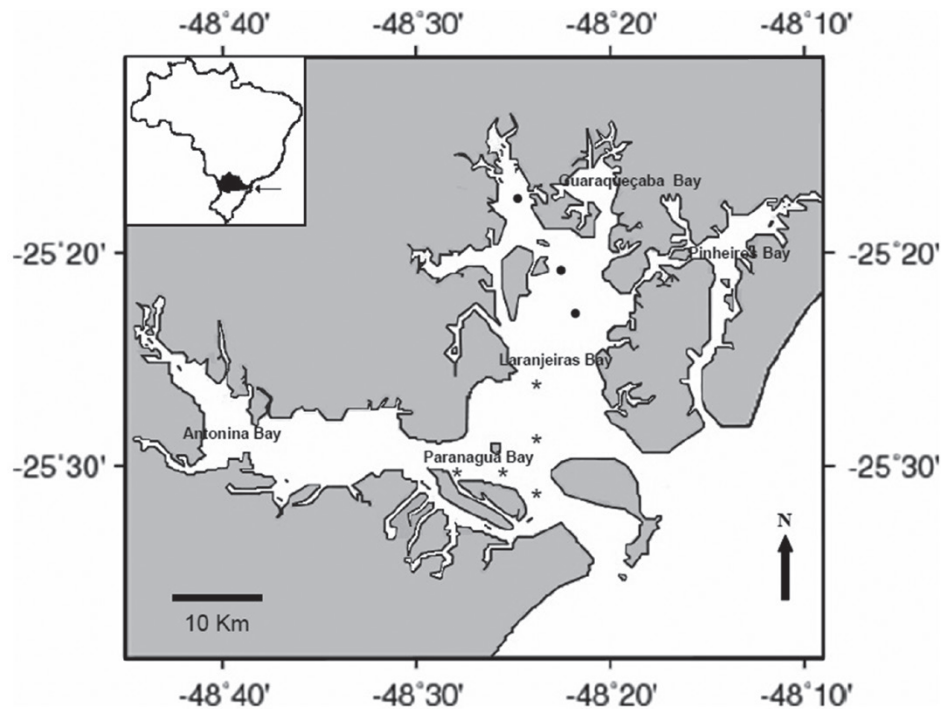 -48°40' -48°30' -48°20' -48°10'
Guaraqueçaba Bay
-25°20' Pinheiros Bay -25°20'
Laranjeiras Bay
Antonina Bay
Paranaguá Bay
-25°30' -25°30'
N
10 Km
-48°40' -48°30' -48°20' -48°10'